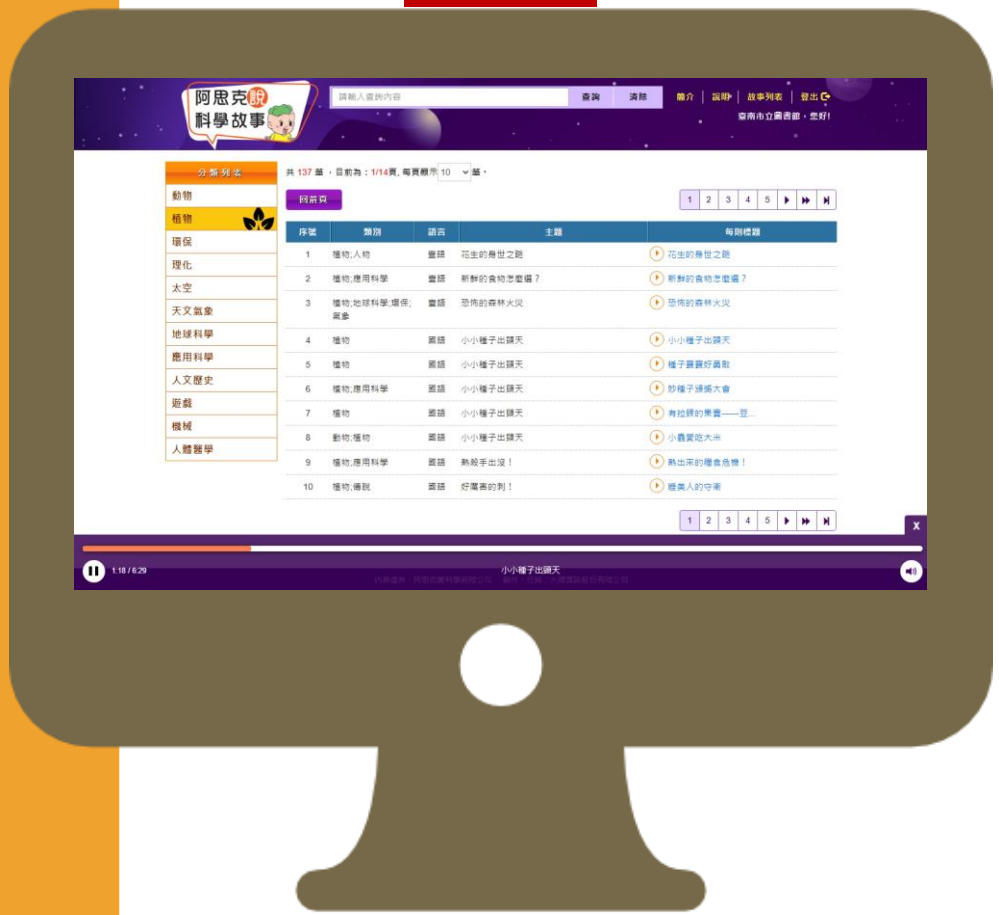 阿思克說
科學故事
請輸入查詢內容 查詢 清除 簡介 說明 故事列表 登出
臺南市立圖書館，您好!
分類列表
動物
植物
環保
理化
太空
天文氣象
地球科學
應用科學
人文歷史
遊戲
機械
人體醫學
共 137 筆，目前為：1/14頁, 每頁顯示 10 筆。
回前頁
1 2 3 4 5
序號 類別 語言 主題 每則標題
1 植物;人物 臺語 花生的身世之謎 花生的身世之謎
2 植物;應用科學 臺語 新鮮的食物怎麼選？ 新鮮的食物怎麼選？
3 植物;地球科學;環保; 臺語 恐怖的森林火災 恐怖的森林火災
氣象
4 植物 國語 小小種子出頭天 小小種子出頭天
5 植物 國語 小小種子出頭天 種子寶寶好勇敢
6 植物;應用科學 國語 小小種子出頭天 妙種子頒獎大會
7 植物 國語 小小種子出頭天 有拉鍊的果實——豆...
8 動物;植物 國語 小小種子出頭天 小蟲愛吃大米
9 植物;應用科學 國語 熱殺手出沒！ 熱出來的糧食危機！
10 植物;傳說 國語 好厲害的刺！ 睡美人的守衛
1 2 3 4 5
X
1:18 / 6:29 小小種子出頭天